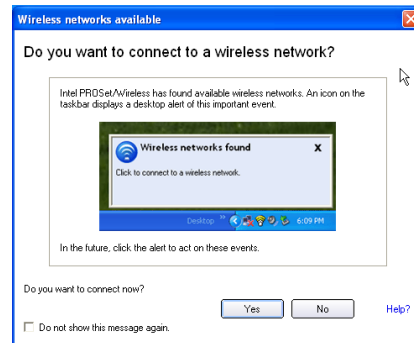 Wireless networks available
Do you want to connect to a wireless network?
Intel PROSet/Wireless has found available wireless networks. An icon on the
taskbar displays a desktop alert of this important event.
Wireless networks found X
Click to connect to a wireless network.
Desktop » 6:09 PM
In the future, click the alert to act on these events.
Do you want to connect now?
Yes No Help?
Do not show this message again.